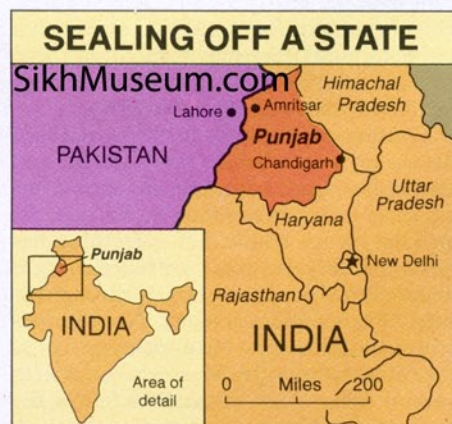 SEALING OFF A STATE
SikhMuseum.com
Himachal
Pradesh
Lahore
Amritsar
Punjab
PAKISTAN
Chandigarh
Uttar
Pradesh
Haryana
New Delhi
Rajasthan
INDIA
0 Miles 200
Punjab
INDIA
Area of
detail